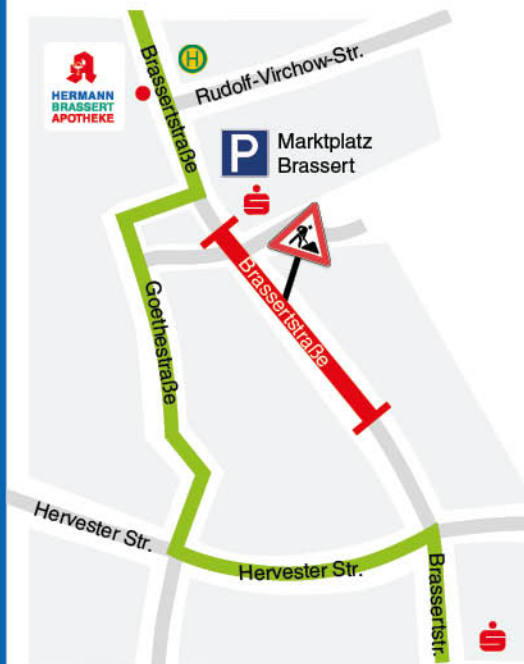 Brassertstraße
H
Rudolf-Virchow-Str.
HERMANN
BRASSERT
APOTHEKE
P
Marktplatz
Brassert
Brassertstraße
Goethestraße
Hervester Str.
Hervester Str.
Brassertstr.